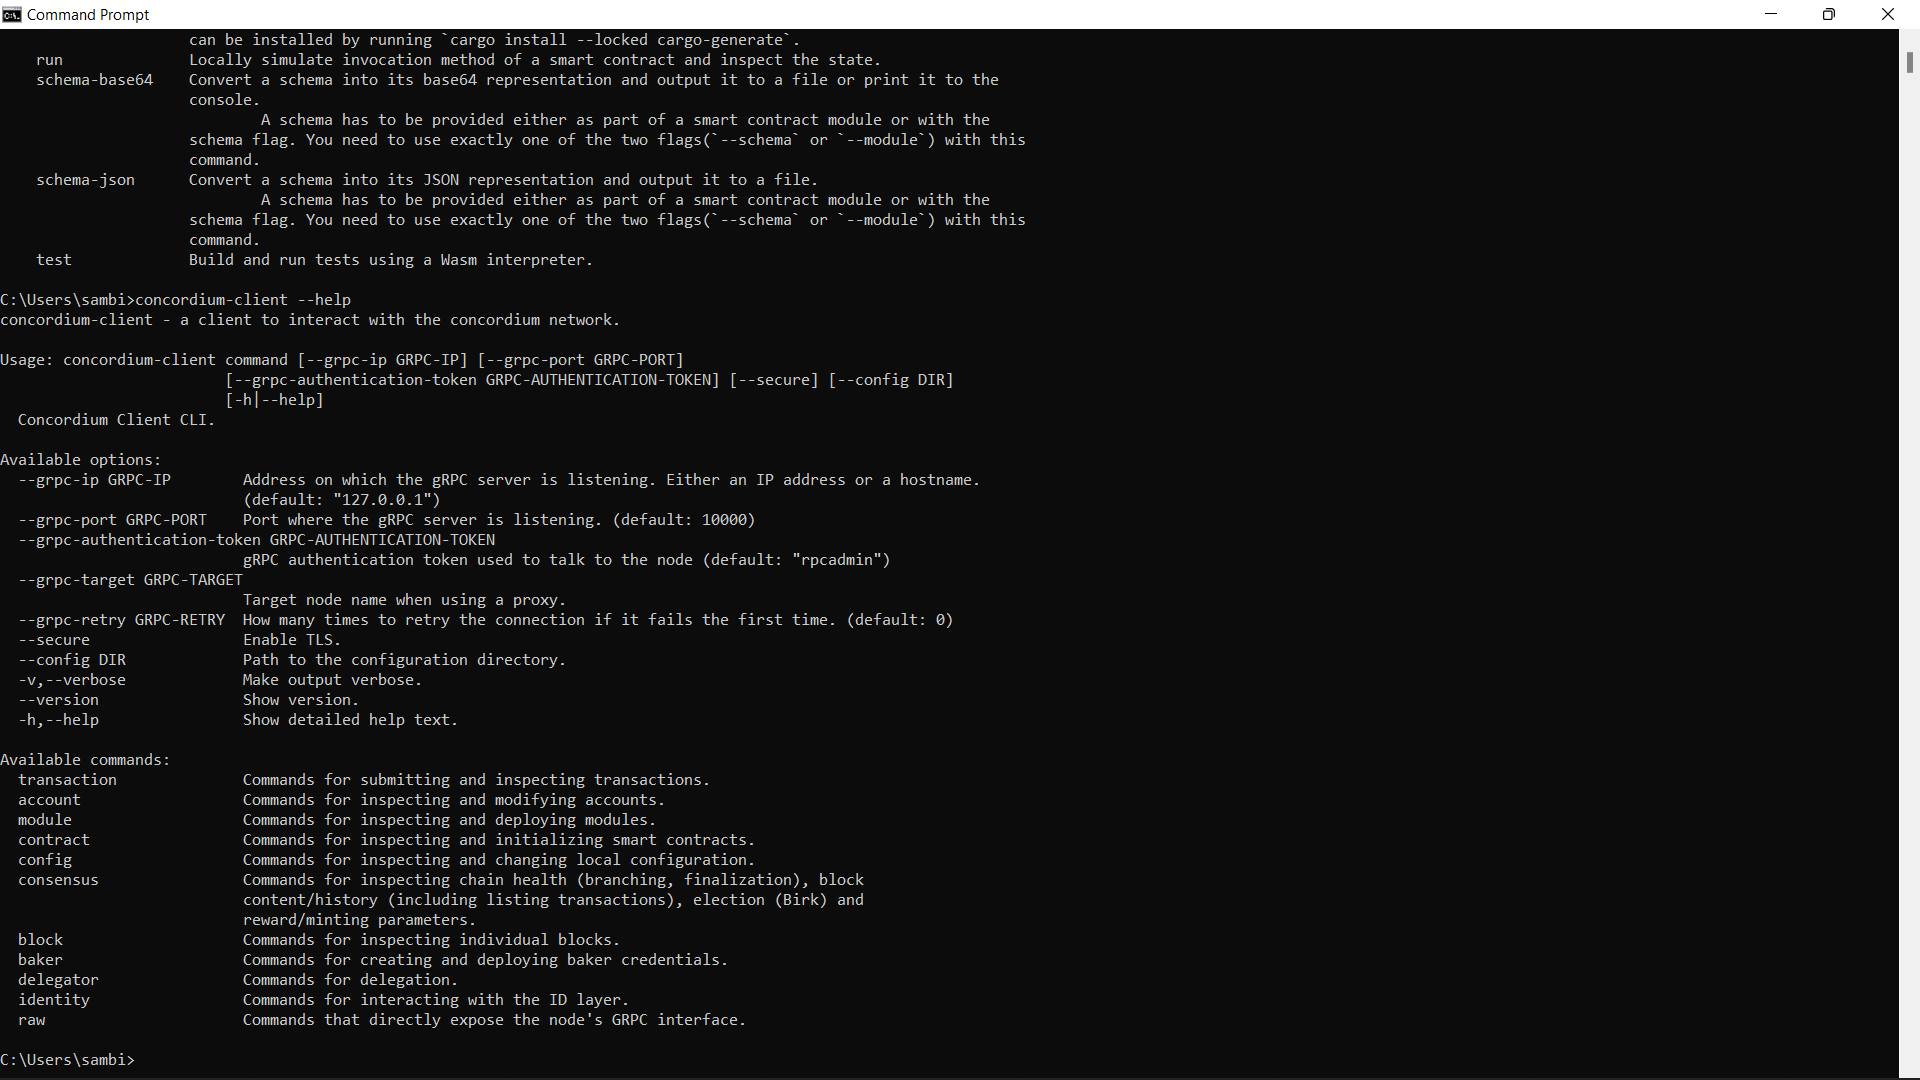 Command Prompt
can be installed by running `cargo install --locked cargo-generate`.
run Locally simulate invocation method of a smart contract and inspect the state.
schema-base64 Convert a schema into its base64 representation and output it to a file or print it to the
console.
A schema has to be provided either as part of a smart contract module or with the
schema flag. You need to use exactly one of the two flags(`--schema` or `--module`) with this
command.
schema-json Convert a schema into its JSON representation and output it to a file.
A schema has to be provided either as part of a smart contract module or with the
schema flag. You need to use exactly one of the two flags(`--schema` or `--module`) with this
command.
test Build and run tests using a Wasm interpreter.
C:\Users\sambi>concordium-client --help
concordium-client - a client to interact with the concordium network.
Usage: concordium-client command [--grpc-ip GRPC-IP] [--grpc-port GRPC-PORT]
[--grpc-authentication-token GRPC-AUTHENTICATION-TOKEN] [--secure] [--config DIR]
[-h|--help]
Concordium Client CLI.
Available options:
--grpc-ip GRPC-IP Address on which the gRPC server is listening. Either an IP address or a hostname.
(default: "127.0.0.1")
--grpc-port GRPC-PORT Port where the gRPC server is listening. (default: 10000)
--grpc-authentication-token GRPC-AUTHENTICATION-TOKEN
gRPC authentication token used to talk to the node (default: "rpcadmin")
--grpc-target GRPC-TARGET
Target node name when using a proxy.
--grpc-retry GRPC-RETRY How many times to retry the connection if it fails the first time. (default: 0)
--secure Enable TLS.
--config DIR Path to the configuration directory.
-v,--verbose Make output verbose.
--version Show version.
-h,--help Show detailed help text.
Available commands:
transaction Commands for submitting and inspecting transactions.
account Commands for inspecting and modifying accounts.
module Commands for inspecting and deploying modules.
contract Commands for inspecting and initializing smart contracts.
config Commands for inspecting and changing local configuration.
consensus Commands for inspecting chain health (branching, finalization), block
content/history (including listing transactions), election (Birk) and
reward/minting parameters.
block Commands for inspecting individual blocks.
baker Commands for creating and deploying baker credentials.
delegator Commands for delegation.
identity Commands for interacting with the ID layer.
raw Commands that directly expose the node's GRPC interface.
C:\Users\sambi>